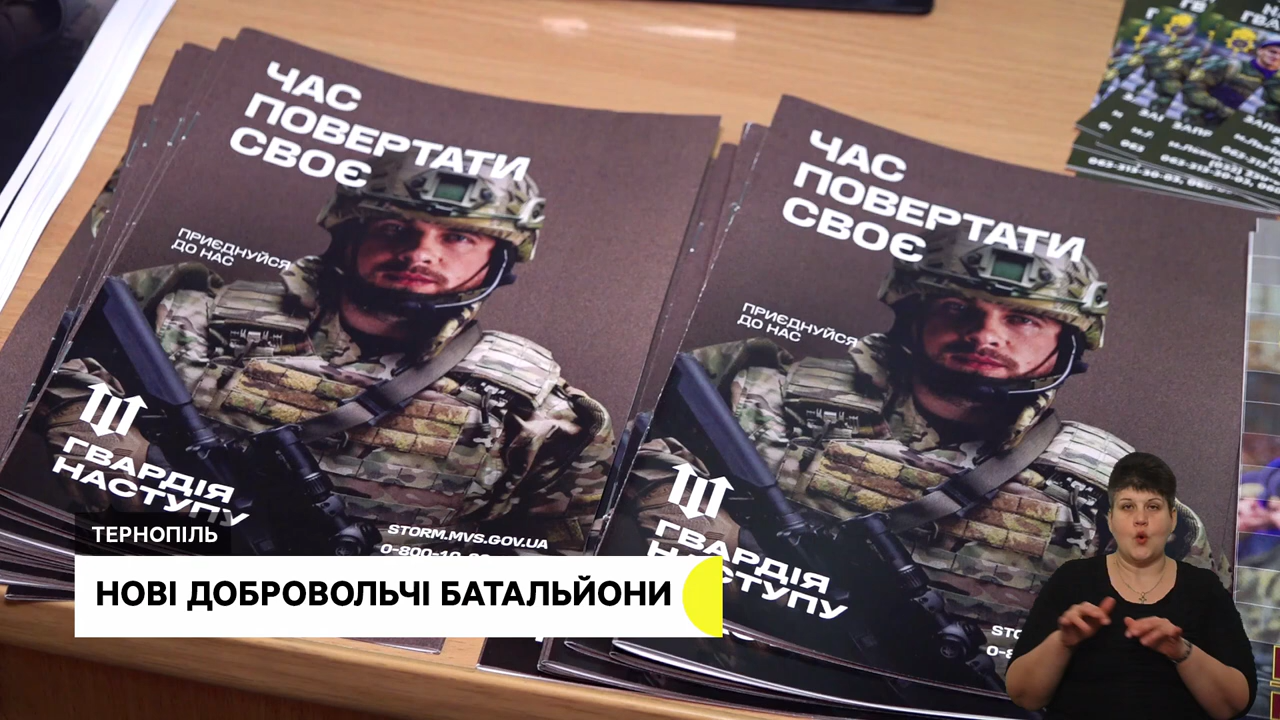 ЧАС
ПОВЕРТАТИ
СВОЄ
ПРИЄДНУЙСЯ
ДО НАС
ГВАРДІЯ
НАСТУПУ
STORM.MVS.GOV.UA
ЧАС
ПОВЕРТАТИ
СВОЄ
ПРИЄДНУЙСЯ
ДО НАС
ГВАРДІЯ
НАСТУПУ
ТЕРНОПІЛЬ
НОВІ ДОБРОВОЛЬЧІ БАТАЛЬЙОНИ